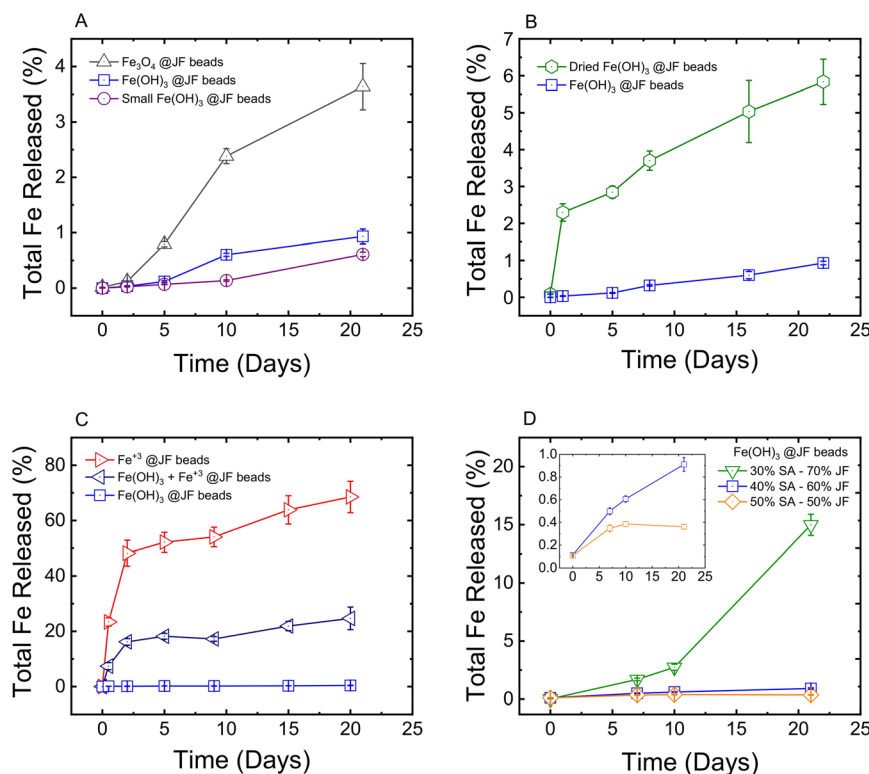 A
Fe₃O₄ @JF beads
Fe(OH)₃ @JF beads
Small Fe(OH)₃ @JF beads
Total Fe Released (%)
4
3
2
1
0
0 5 10 15 20 25
Time (Days)
B
Dried Fe(OH)₃ @JF beads
Fe(OH)₃ @JF beads
Total Fe Released (%)
7
6
5
4
3
2
1
0
0 5 10 15 20 25
Time (Days)
C
Fe⁺³ @JF beads
Fe(OH)₃ + Fe⁺³ @JF beads
Fe(OH)₃ @JF beads
Total Fe Released (%)
80
60
40
20
0
0 5 10 15 20 25
Time (Days)
D
Fe(OH)₃ @JF beads
30% SA - 70% JF
40% SA - 60% JF
50% SA - 50% JF
Total Fe Released (%)
20
15
10
5
0
0 5 10 15 20 25
Time (Days)
1.0
0.8
0.6
0.4
0.2
0.0
0 5 10 15 20 25